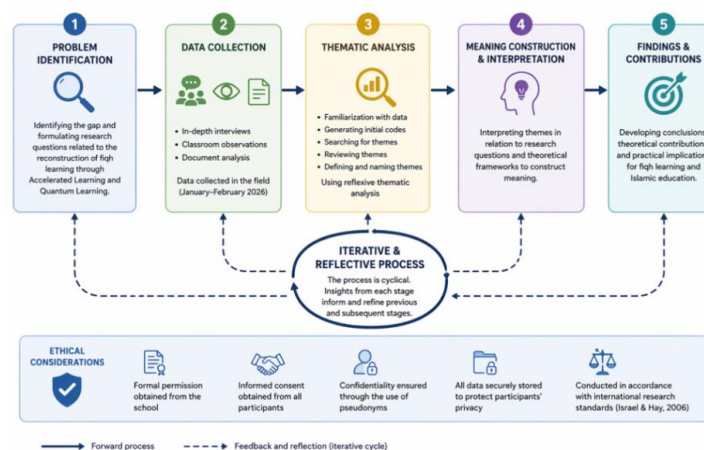 1
PROBLEM
IDENTIFICATION
Identifying the gap and
formulating research
questions related to the
reconstruction of fiqh
learning through
Accelerated Learning and
Quantum Learning.
2
DATA COLLECTION
• In-depth interviews
• Classroom observations
• Document analysis
Data collected in the field
(January–February 2026)
3
THEMATIC ANALYSIS
• Familiarization with data
• Generating initial codes
• Searching for themes
• Reviewing themes
• Defining and naming themes
Using reflexive thematic
analysis
4
MEANING CONSTRUCTION
& INTERPRETATION
Interpreting themes in
relation to research
questions and theoretical
frameworks to construct
meaning.
5
FINDINGS &
CONTRIBUTIONS
Developing conclusions
theoretical contribution
and practical implication
for fiqh learning and
Islamic education.
ITERATIVE &
REFLECTIVE PROCESS
The process is cyclical.
Insights from each stage
inform and refine previous
and subsequent stages.
ETHICAL
CONSIDERATIONS
Formal permission
obtained from the
school
Informed consent
obtained from all
participants
Confidentiality ensured
through the use of
pseudonyms
All data securely stored
to protect participants'
privacy
Conducted in accordance
with international research
standards (Israel & Hay, 2006)
Forward process
Feedback and reflection (iterative cycle)